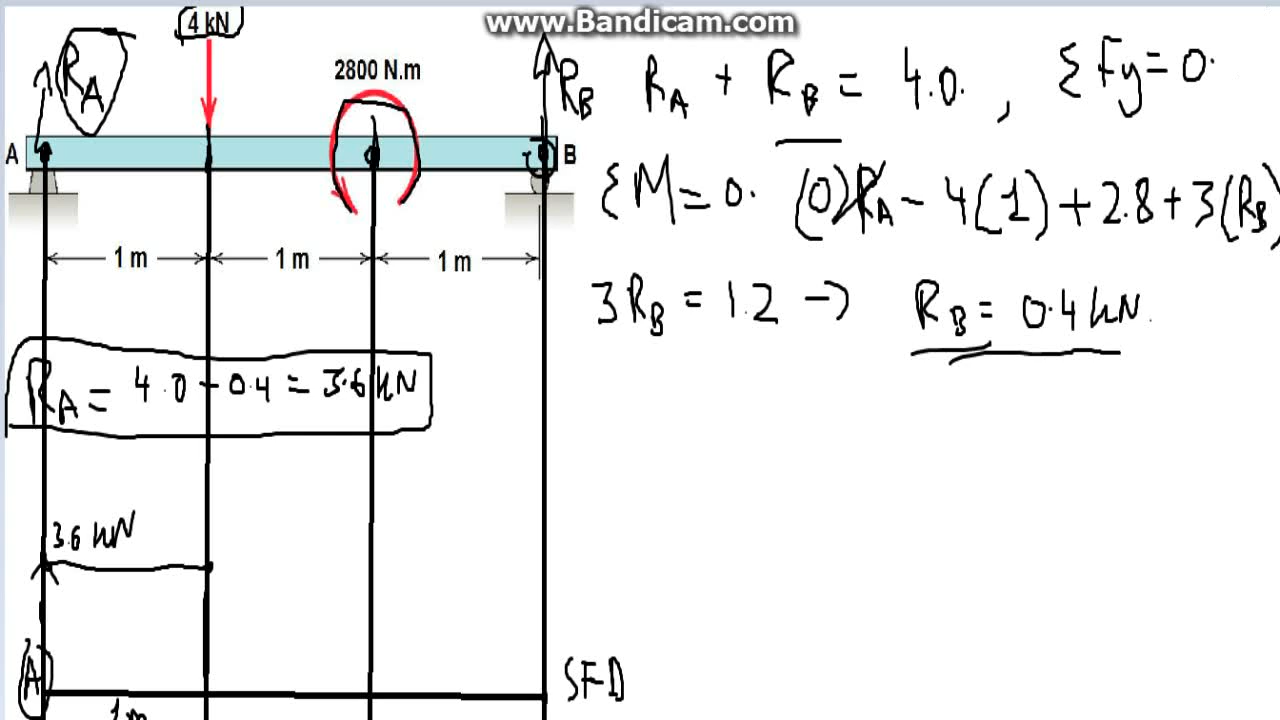 www.Bandicam.com
4 kN
RA
2800 N.m
RB
RA + RB = 4.0 , ΣFy = 0.
A
B
ΣM = 0. (0)RA - 4(1) + 2.8 + 3(RB)
1 m
1 m
1 m
3RB = 1.2 → RB = 0.4 kN.
RA = 4.0 - 0.4 = 3.6 kN
3.6 kN
A
SFD
1m